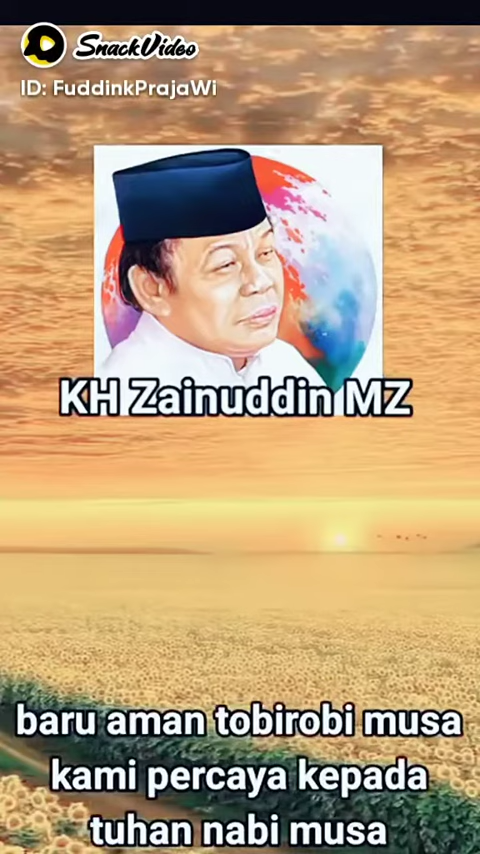 SnackVideo
ID: FuddinkPrajaWi
KH Zainuddin MZ
baru aman tobirobi musa
kami percaya kepada
tuhan nabi musa